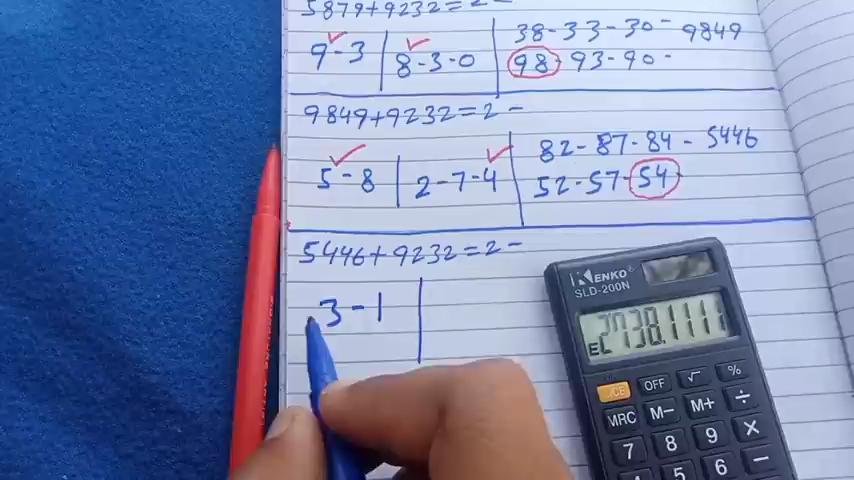 5879+9232=2-
9-3 8-3-0 38-33-30- 9849
98-93-90-
9849+9232=2-
5-8 2-7-4 82-87-84-5446
52-57-54
5446+9232=2-
3-1
KENKO
SLD-200N
2738.1111
E
CE OFF √ %
MRC M- M+ ÷
7 8 9 ×
5 6 -